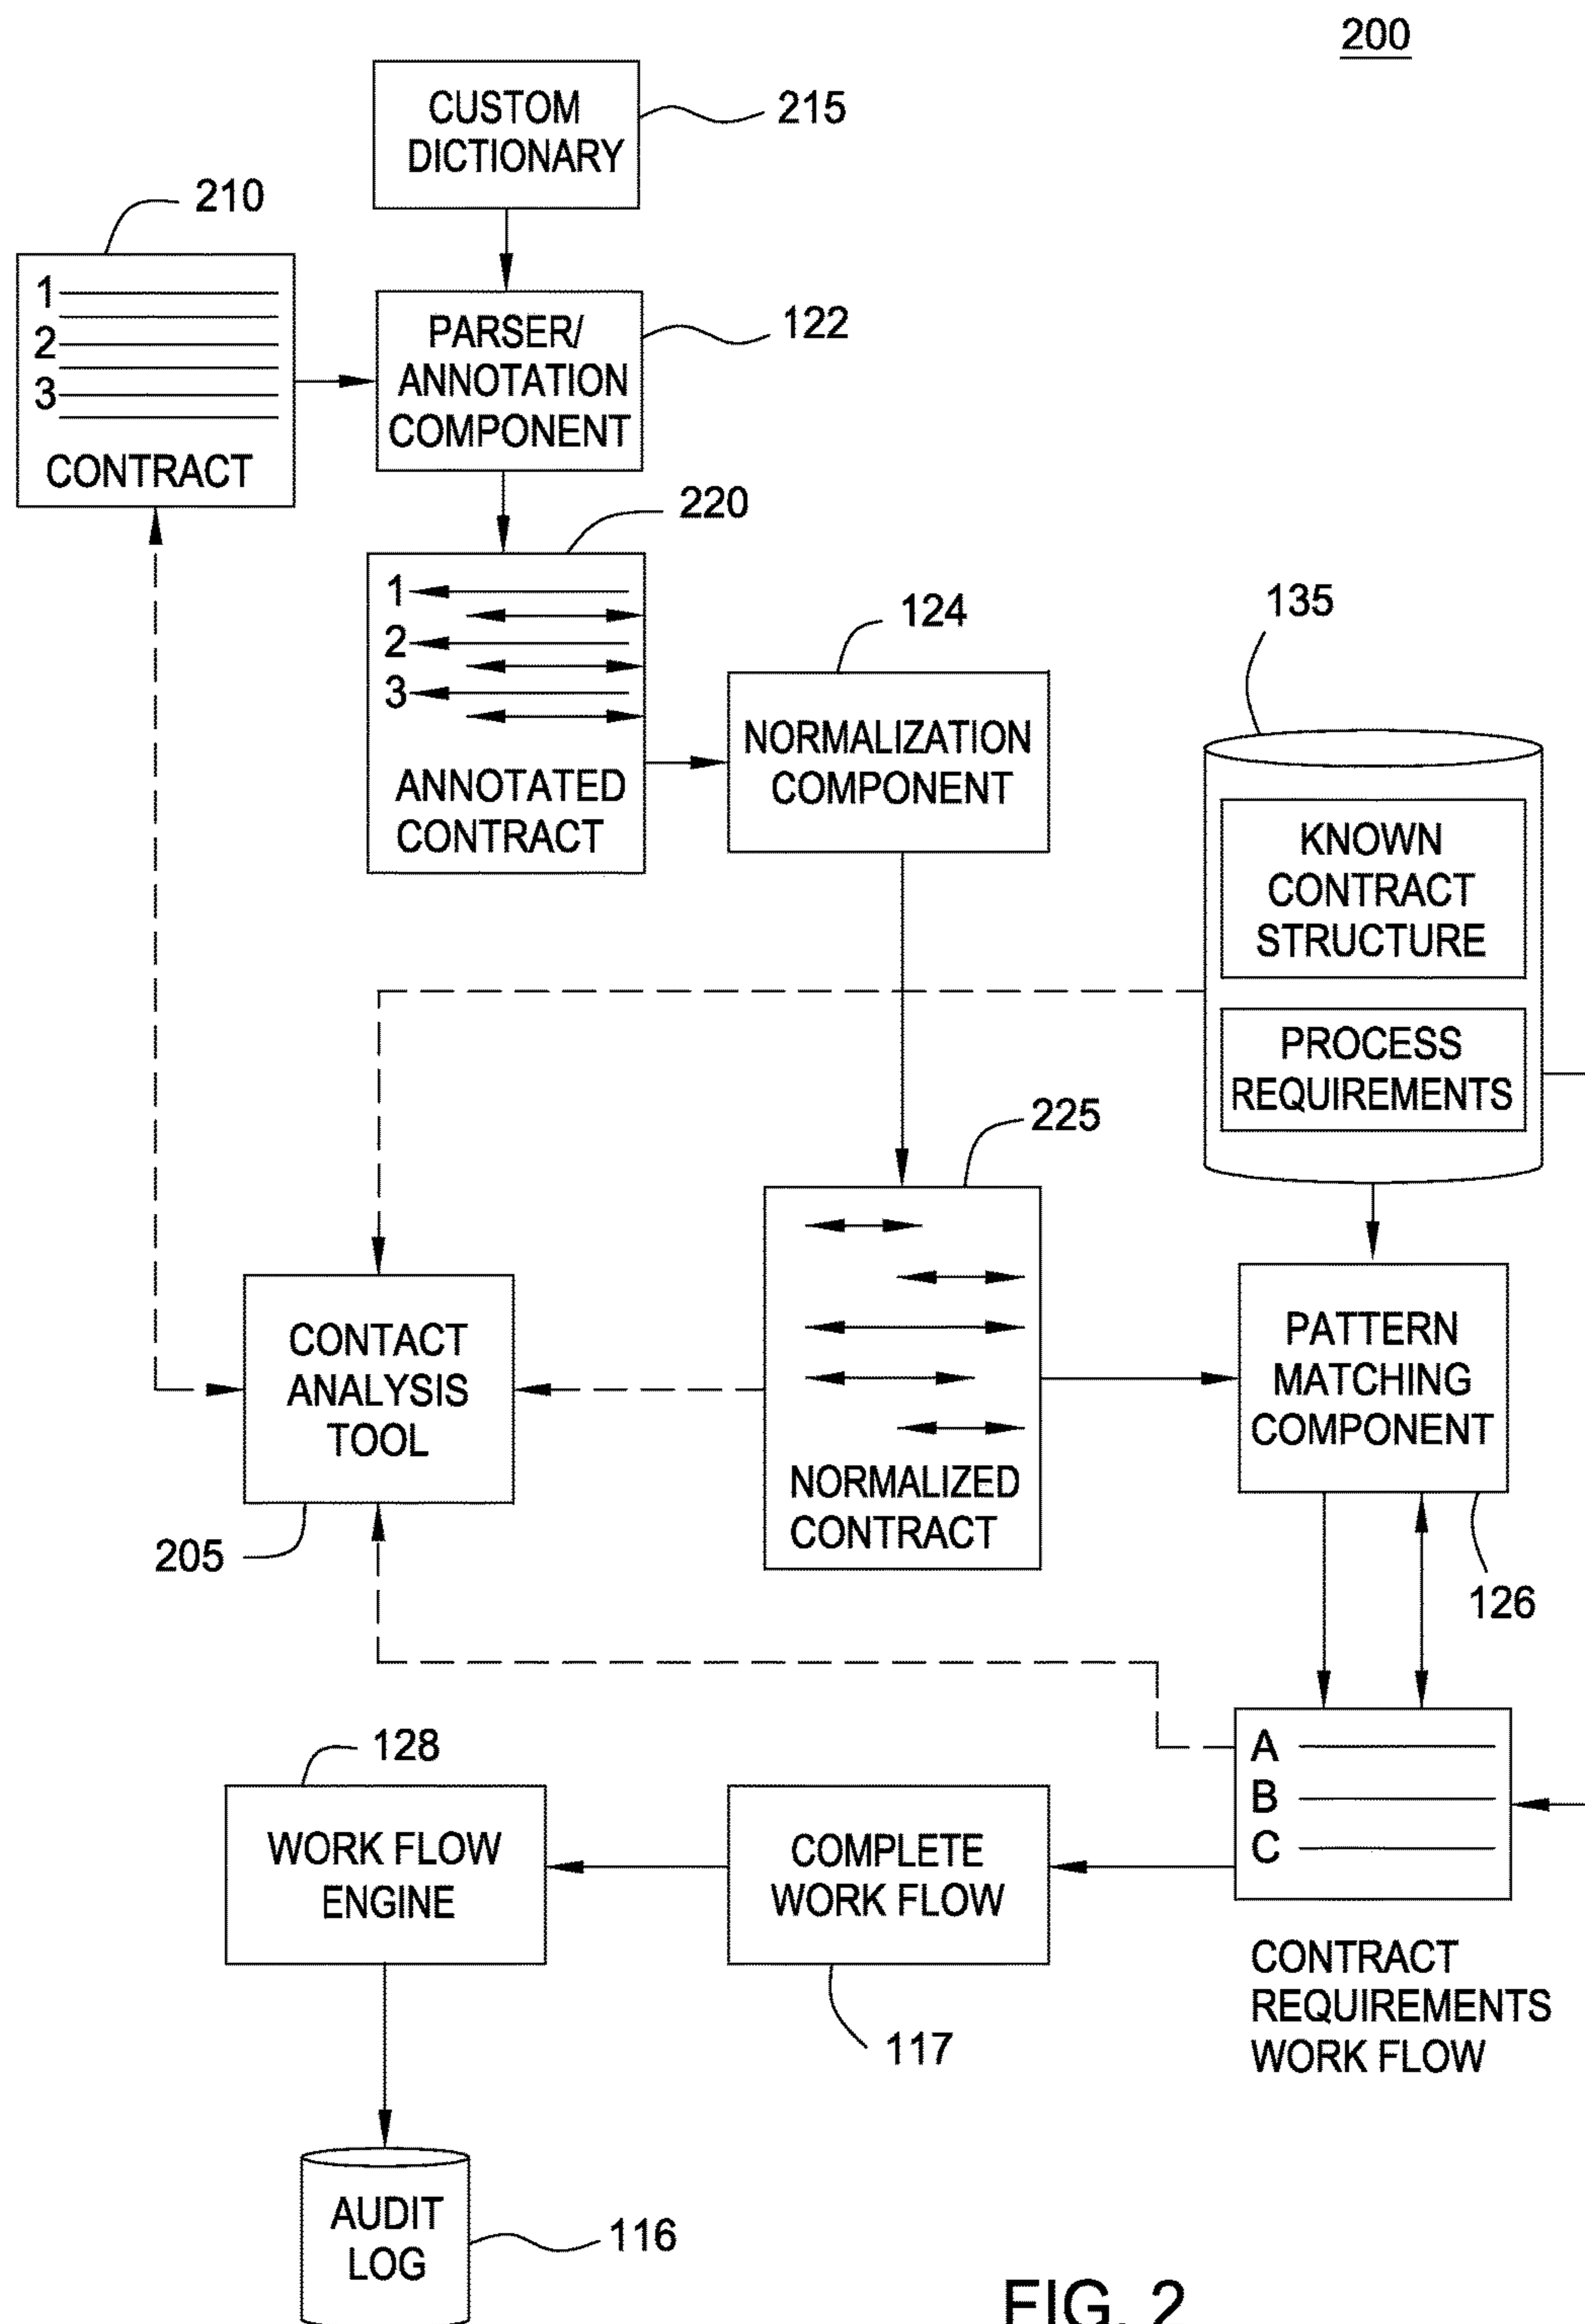 200
CUSTOM
DICTIONARY
215
210
1
2
3
CONTRACT
PARSER/
ANNOTATION
COMPONENT
122
220
1
2
3
ANNOTATED
CONTRACT
124
NORMALIZATION
COMPONENT
135
KNOWN
CONTRACT
STRUCTURE
PROCESS
REQUIREMENTS
225
NORMALIZED
CONTRACT
CONTACT
ANALYSIS
TOOL
205
PATTERN
MATCHING
COMPONENT
126
A
B
C
CONTRACT
REQUIREMENTS
WORK FLOW
COMPLETE
WORK FLOW
117
128
WORK FLOW
ENGINE
AUDIT
LOG
116
FIG. 2